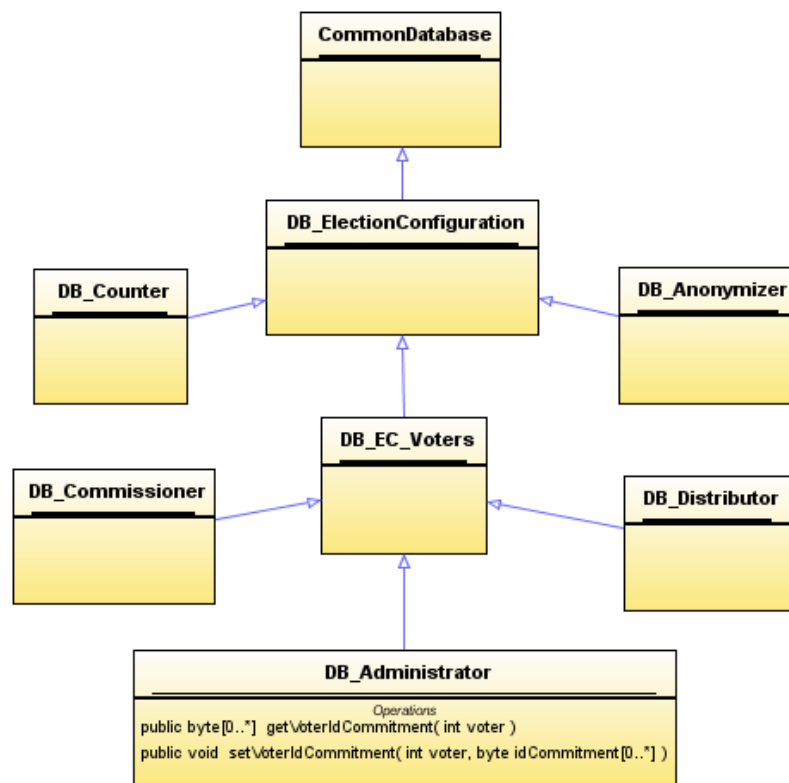 CommonDatabase
DB_ElectionConfiguration
DB_Counter
DB_Anonymizer
DB_EC_Voters
DB_Commissioner
DB_Distributor
DB_Administrator
Operations
public byte[0..*] getVoterIdCommitment( int voter )
public void setVoterIdCommitment( int voter, byte idCommitment[0..*] )